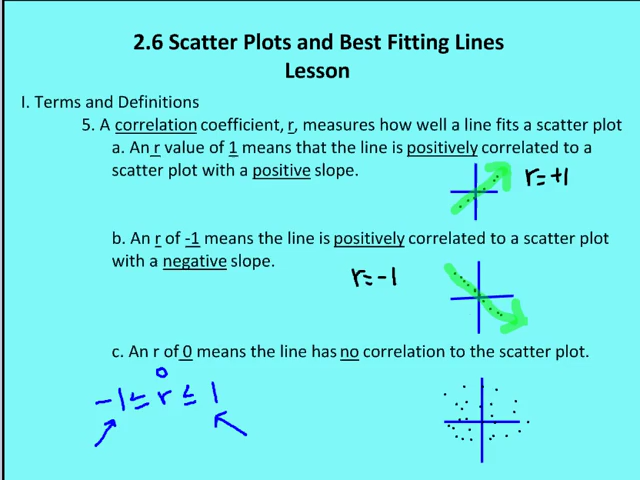 2.6 Scatter Plots and Best Fitting Lines
Lesson
I. Terms and Definitions
5. A correlation coefficient, r, measures how well a line fits a scatter plot
a. An r value of 1 means that the line is positively correlated to a
scatter plot with a positive slope.
r=+1
b. An r of -1 means the line is positively correlated to a scatter plot
with a negative slope.
r=-1
c. An r of 0 means the line has no correlation to the scatter plot.
0
-1≤ r ≤ 1